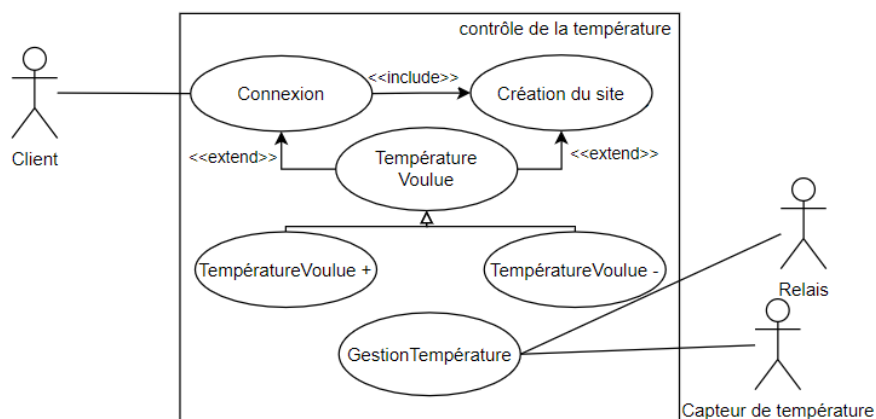 contrôle de la température
Connexion
<<include>>
Création du site
Client
<<extend>>
Température
Voulue
<<extend>>
TempératureVoulue +
TempératureVoulue -
Relais
GestionTempérature
Capteur de température